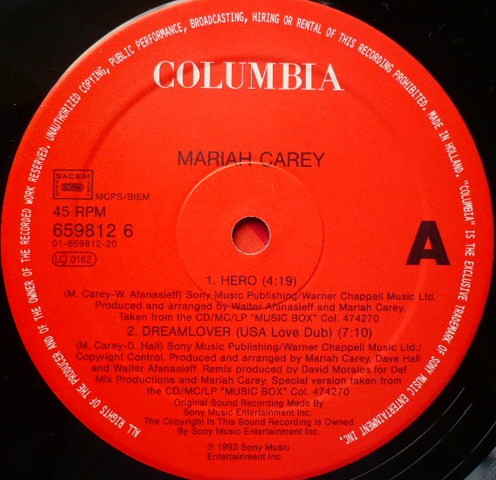 ALL RIGHTS OF THE PRODUCER AND OF THE OWNER OF THE RECORDED WORK RESERVED. UNAUTHORIIZED COPYING, PUBLIC PERFORMANCE, BROADCASTING, HIRING OR RENTAL OF THIS RECORDING PROHIBITED. MADE IN HOLLAND. "COLUMBIA" IS THE EXCLUSIVE TRADEMARK OF SONY MUSIC ENTERTAINMENT INC.
COLUMBIA
MARIAH CAREY
SACEM
MCPS/BIEM
45 RPM
659812 6
01-659812-20
LC 0162
A
1. HERO (4:19)
(M. Carey-W. Afanasieff) Sony Music Publishing/Warner Chappell Music Ltd.
Produced and arranged by Walter Afanasieff and Mariah Carey.
Taken from the CD/MC/LP "MUSIC BOX" Col. 474270
2. DREAMLOVER (USA Love Dub) (7:10)
(M. Carey-D. Hall) Sony Music Publishing/Warner Chappell Music Ltd./
Copyright Control. Produced and arranged by Mariah Carey, Dave Hall
and Walter Afanasieff. Remix produced by David Morales for Def
Mix Productions and Mariah Carey. Special version taken from
the CD/MC/LP "MUSIC BOX" Col. 474270
Original Sound Recording Made By
Sony Music Entertainment Inc.
The Copyright In This Sound Recording is Owned
By Sony Music Entertainment Inc.
℗ 1993 Sony Music
Entertainment Inc.